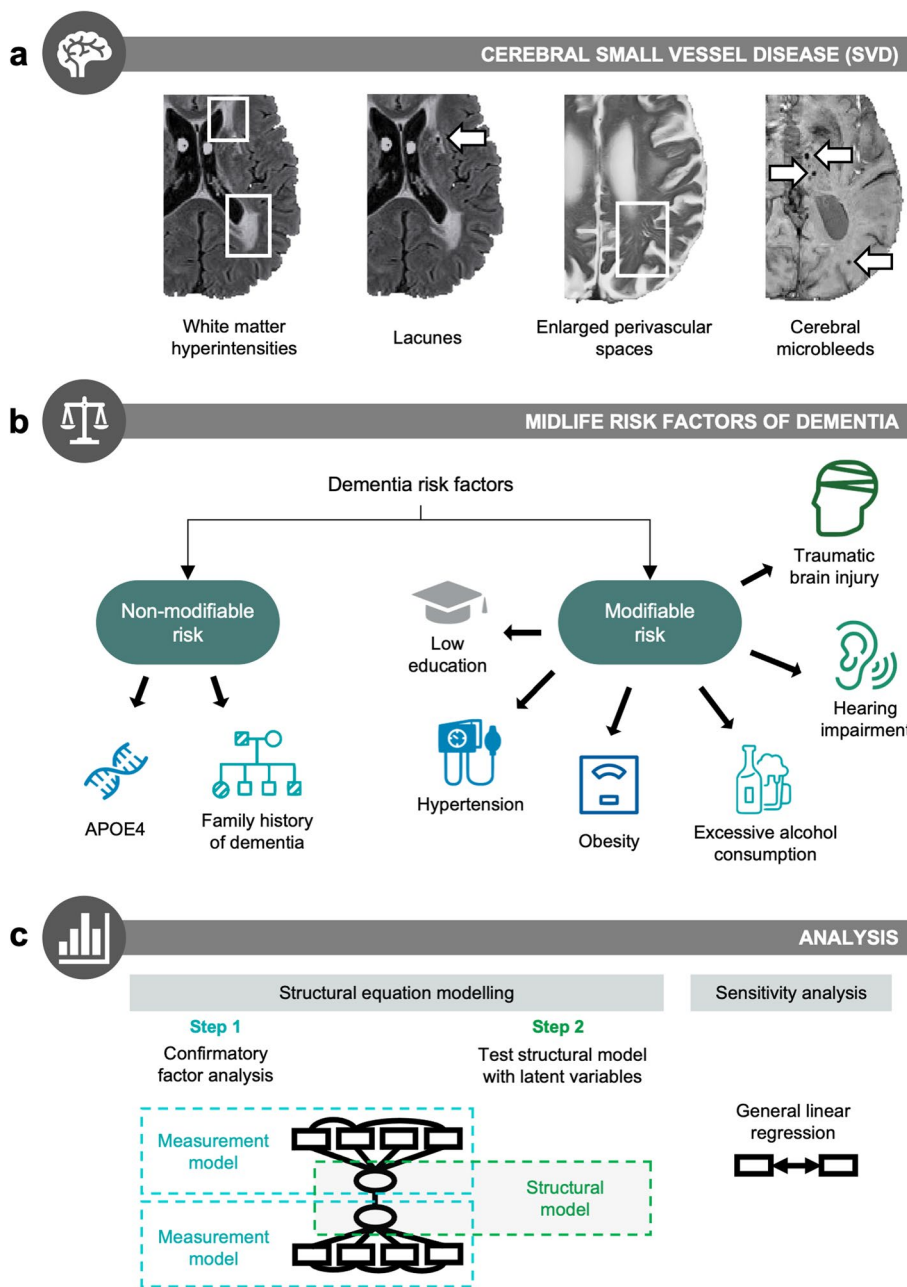 a
CEREBRAL SMALL VESSEL DISEASE (SVD)
White matter
hyperintensities
Lacunes
Enlarged perivascular
spaces
Cerebral
microbleeds
b
MIDLIFE RISK FACTORS OF DEMENTIA
Dementia risk factors
Non-modifiable
risk
Modifiable
risk
Traumatic
brain injury
Low
education
Hearing
impairment
APOE4
Family history
of dementia
Hypertension
Obesity
Excessive alcohol
consumption
c
ANALYSIS
Structural equation modelling
Sensitivity analysis
Step 1
Confirmatory
factor analysis
Step 2
Test structural model
with latent variables
Measurement
model
Structural
model
Measurement
model
General linear
regression